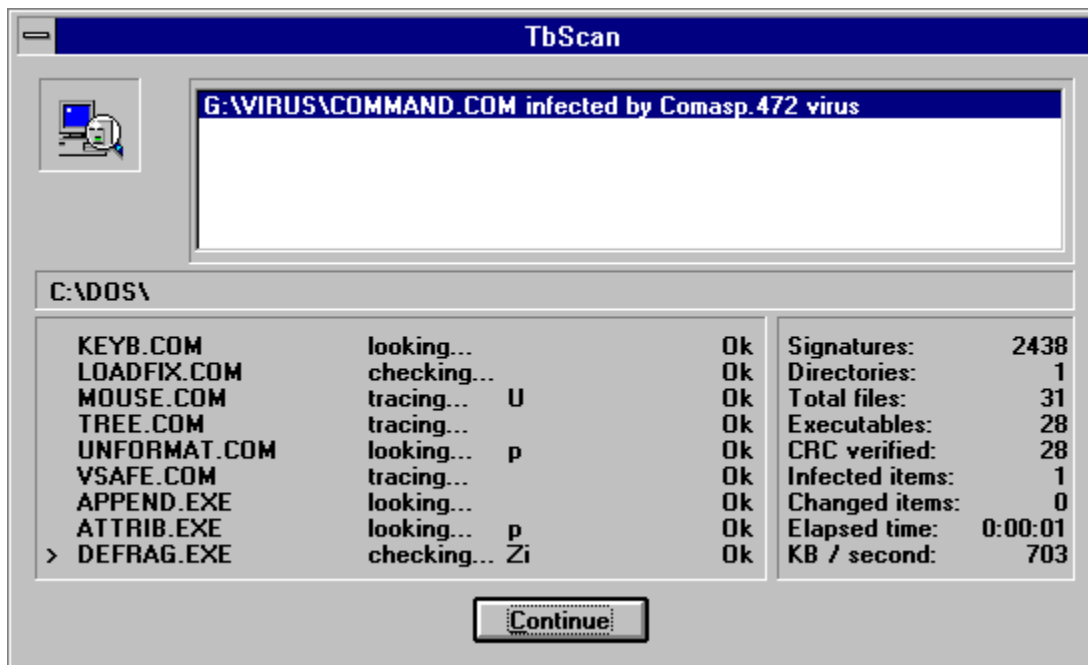 TbScan
G:\VIRUS\COMMAND.COM infected by Comasp.472 virus
C:\DOS\
KEYB.COM looking... Ok
LOADFIX.COM checking... Ok
MOUSE.COM tracing... U Ok
TREE.COM tracing... Ok
UNFORMAT.COM looking... p Ok
VSAFE.COM tracing... Ok
APPEND.EXE looking... Ok
ATTRIB.EXE looking... p Ok
> DEFRAG.EXE checking... Zi Ok
Signatures: 2438
Directories: 1
Total files: 31
Executables: 28
CRC verified: 28
Infected items: 1
Changed items: 0
Elapsed time: 0:00:01
KB / second: 703
Continue